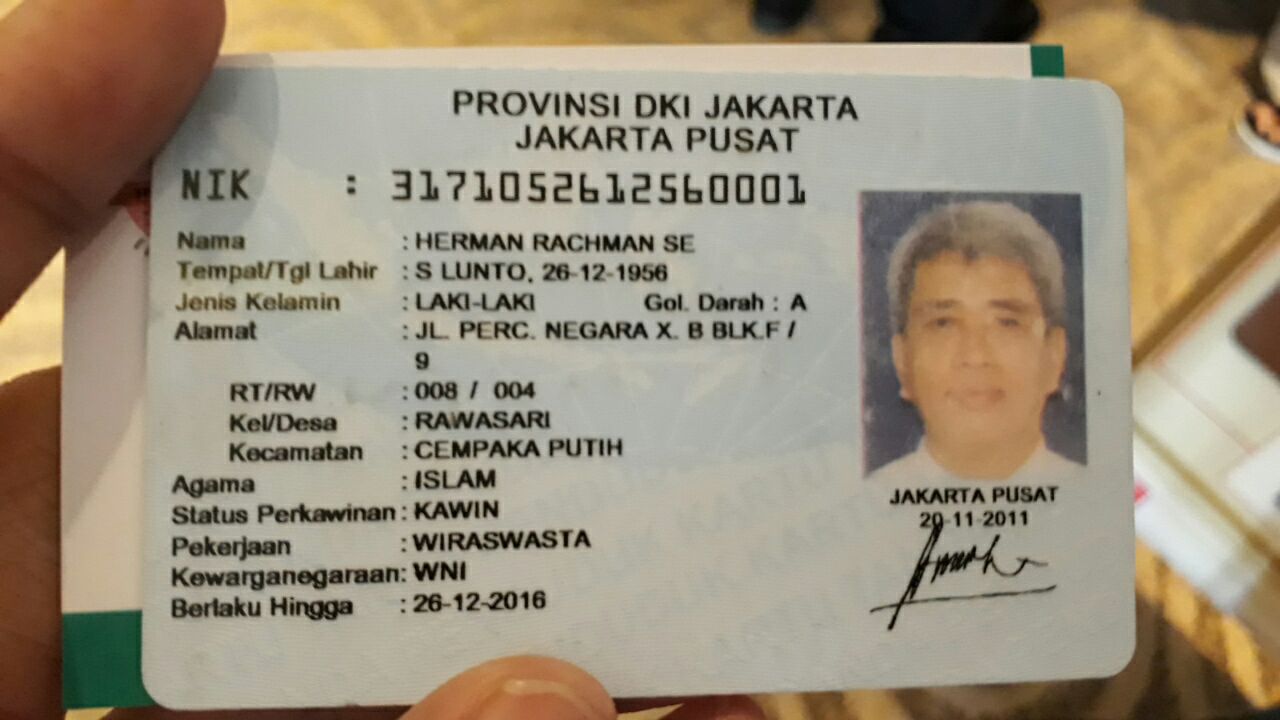 PROVINSI DKI JAKARTA
JAKARTA PUSAT
NIK : 3171052612560001
Nama : HERMAN RACHMAN SE
Tempat/Tgl Lahir : S LUNTO, 26-12-1956
Jenis Kelamin : LAKI-LAKI Gol. Darah : A
Alamat : JL. PERC. NEGARA X. B BLK.F /
9
RT/RW : 008 / 004
Kel/Desa : RAWASARI
Kecamatan : CEMPAKA PUTIH
Agama : ISLAM
Status Perkawinan : KAWIN
Pekerjaan : WIRASWASTA
Kewarganegaraan: WNI
Berlaku Hingga : 26-12-2016
JAKARTA PUSAT
20-11-2011